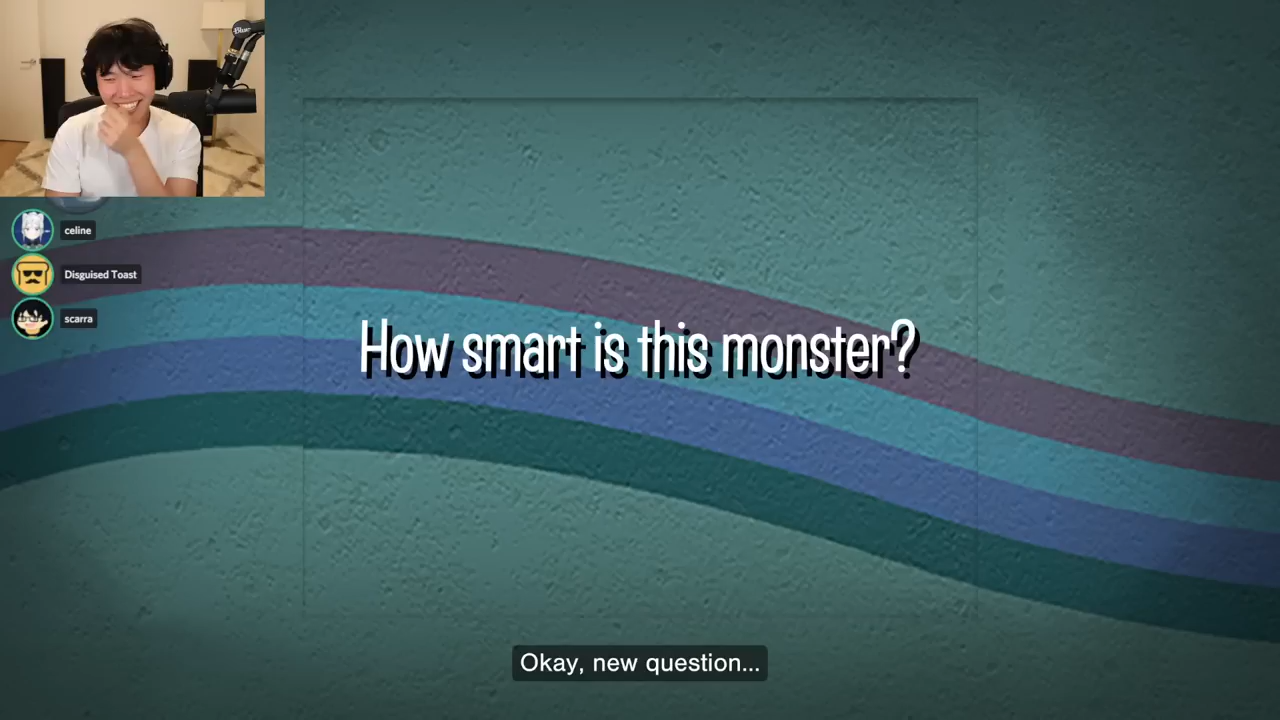 celine
Disguised Toast
scarra
How smart is this monster?
Okay, new question...